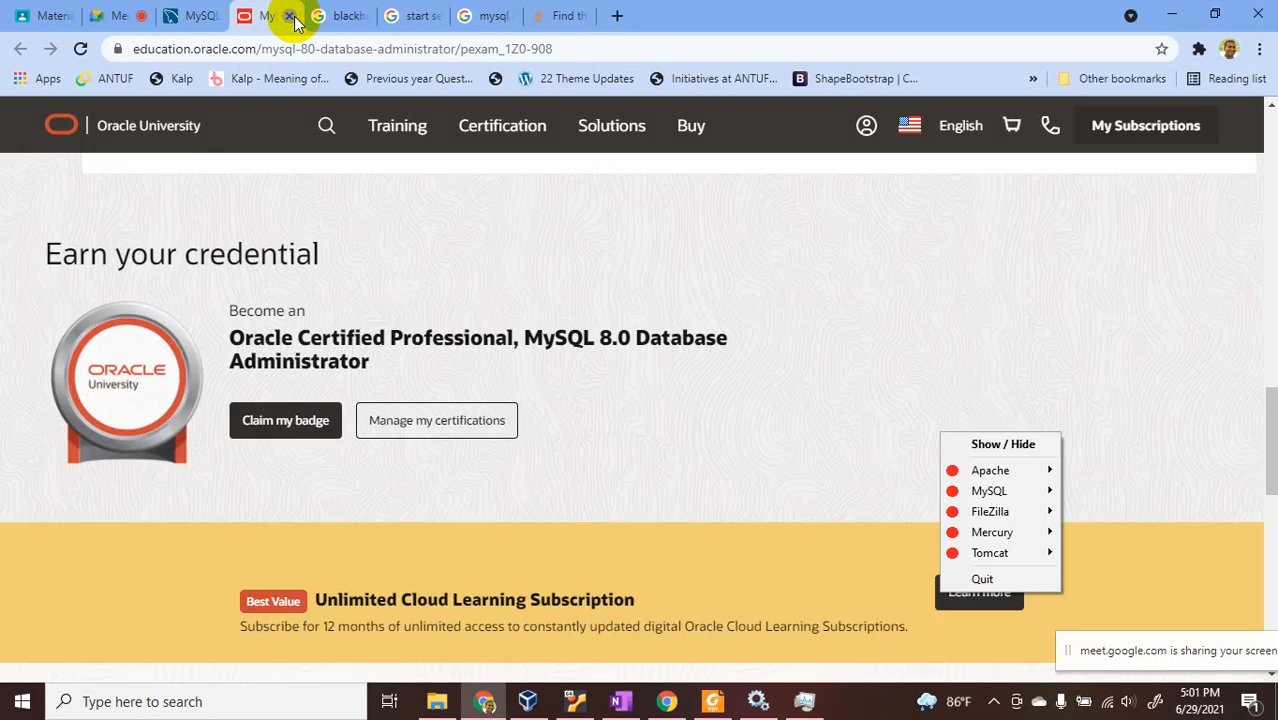 Materia
Me
MySQL
My
blackh
start se
mysql
Find th
education.oracle.com/mysql-80-database-administrator/pexam_1Z0-908
Apps
ANTUF
Kalp
Kalp - Meaning of...
Previous year Quest...
22 Theme Updates
Initiatives at ANTUF...
ShapeBootstrap | C...
»
Other bookmarks
Reading list
Oracle University
Training
Certification
Solutions
Buy
English
My Subscriptions
Earn your credential
ORACLE
University
Become an
Oracle Certified Professional, MySQL 8.0 Database
Administrator
Claim my badge
Manage my certifications
Show / Hide
Apache
MySQL
FileZilla
Mercury
Tomcat
Quit
Best Value
Unlimited Cloud Learning Subscription
Learn more
Subscribe for 12 months of unlimited access to constantly updated digital Oracle Cloud Learning Subscriptions.
meet.google.com is sharing your screen
Type here to search
86°F
5:01 PM
6/29/2021